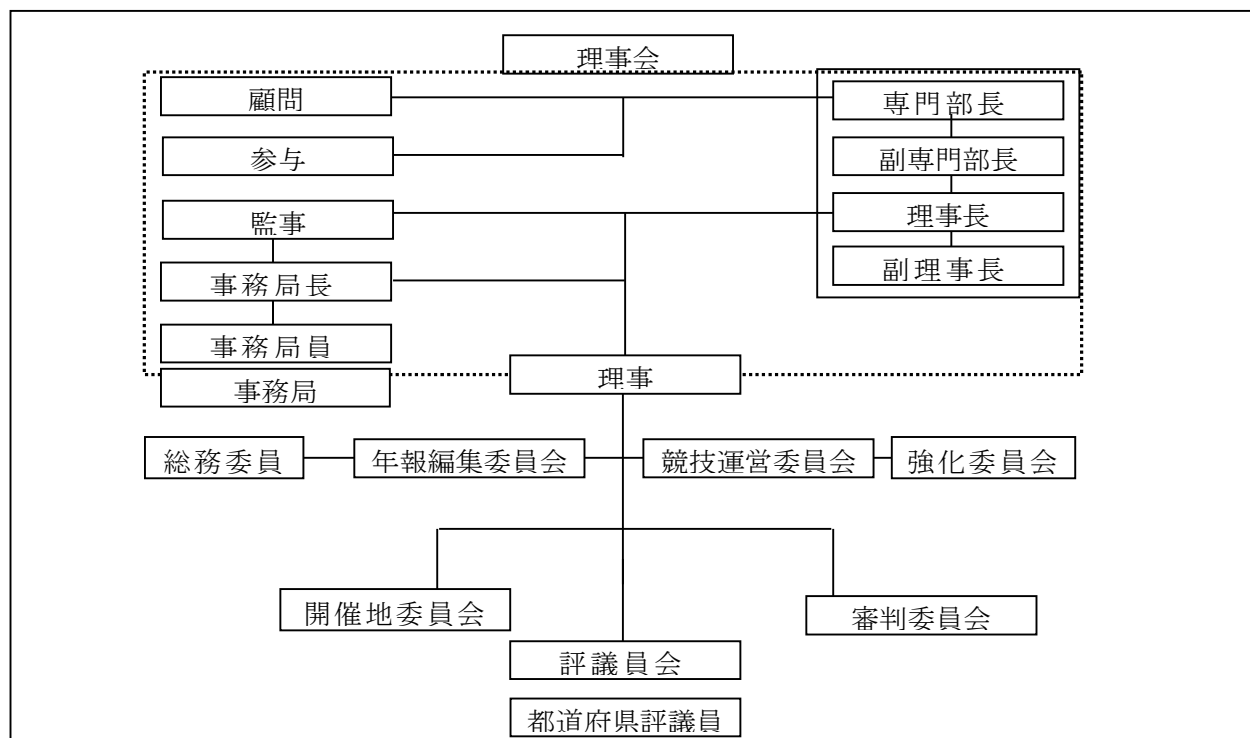 理事会
顧問
専門部長
参与
副専門部長
監事
理事長
事務局長
副理事長
事務局員
理事
事務局
総務委員
年報編集委員会
競技運営委員会
強化委員会
開催地委員会
審判委員会
評議員会
都道府県評議員